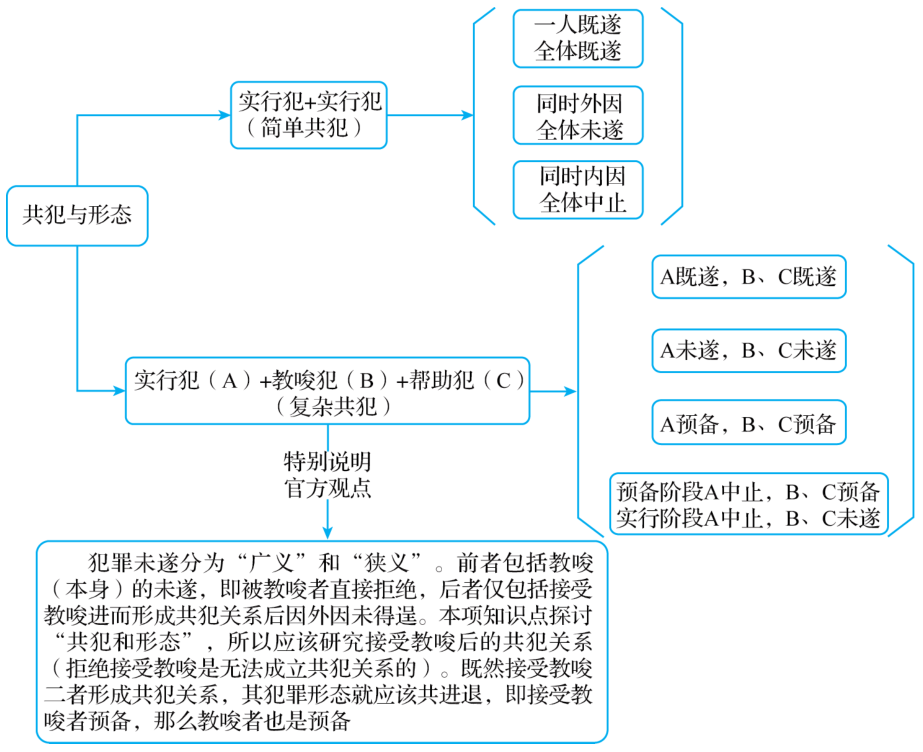 一人既遂
全体既遂
实行犯+实行犯
（简单共犯）
同时外因
全体未遂
同时内因
全体中止
共犯与形态
A既遂，B、C既遂
A未遂，B、C未遂
实行犯（A）+教唆犯（B）+帮助犯（C）
（复杂共犯）
A预备，B、C预备
特别说明
官方观点
预备阶段A中止，B、C预备
实行阶段A中止，B、C未遂
犯罪未遂分为“广义”和“狭义”。前者包括教唆
（本身）的未遂，即被教唆者直接拒绝，后者仅包括接受
教唆进而形成共犯关系后因外因未得逞。本项知识点探讨
“共犯和形态”，所以应该研究接受教唆后的共犯关系
（拒绝接受教唆是无法成立共犯关系的）。既然接受教唆
二者形成共犯关系，其犯罪形态就应该共进退，即接受教
唆者预备，那么教唆者也是预备